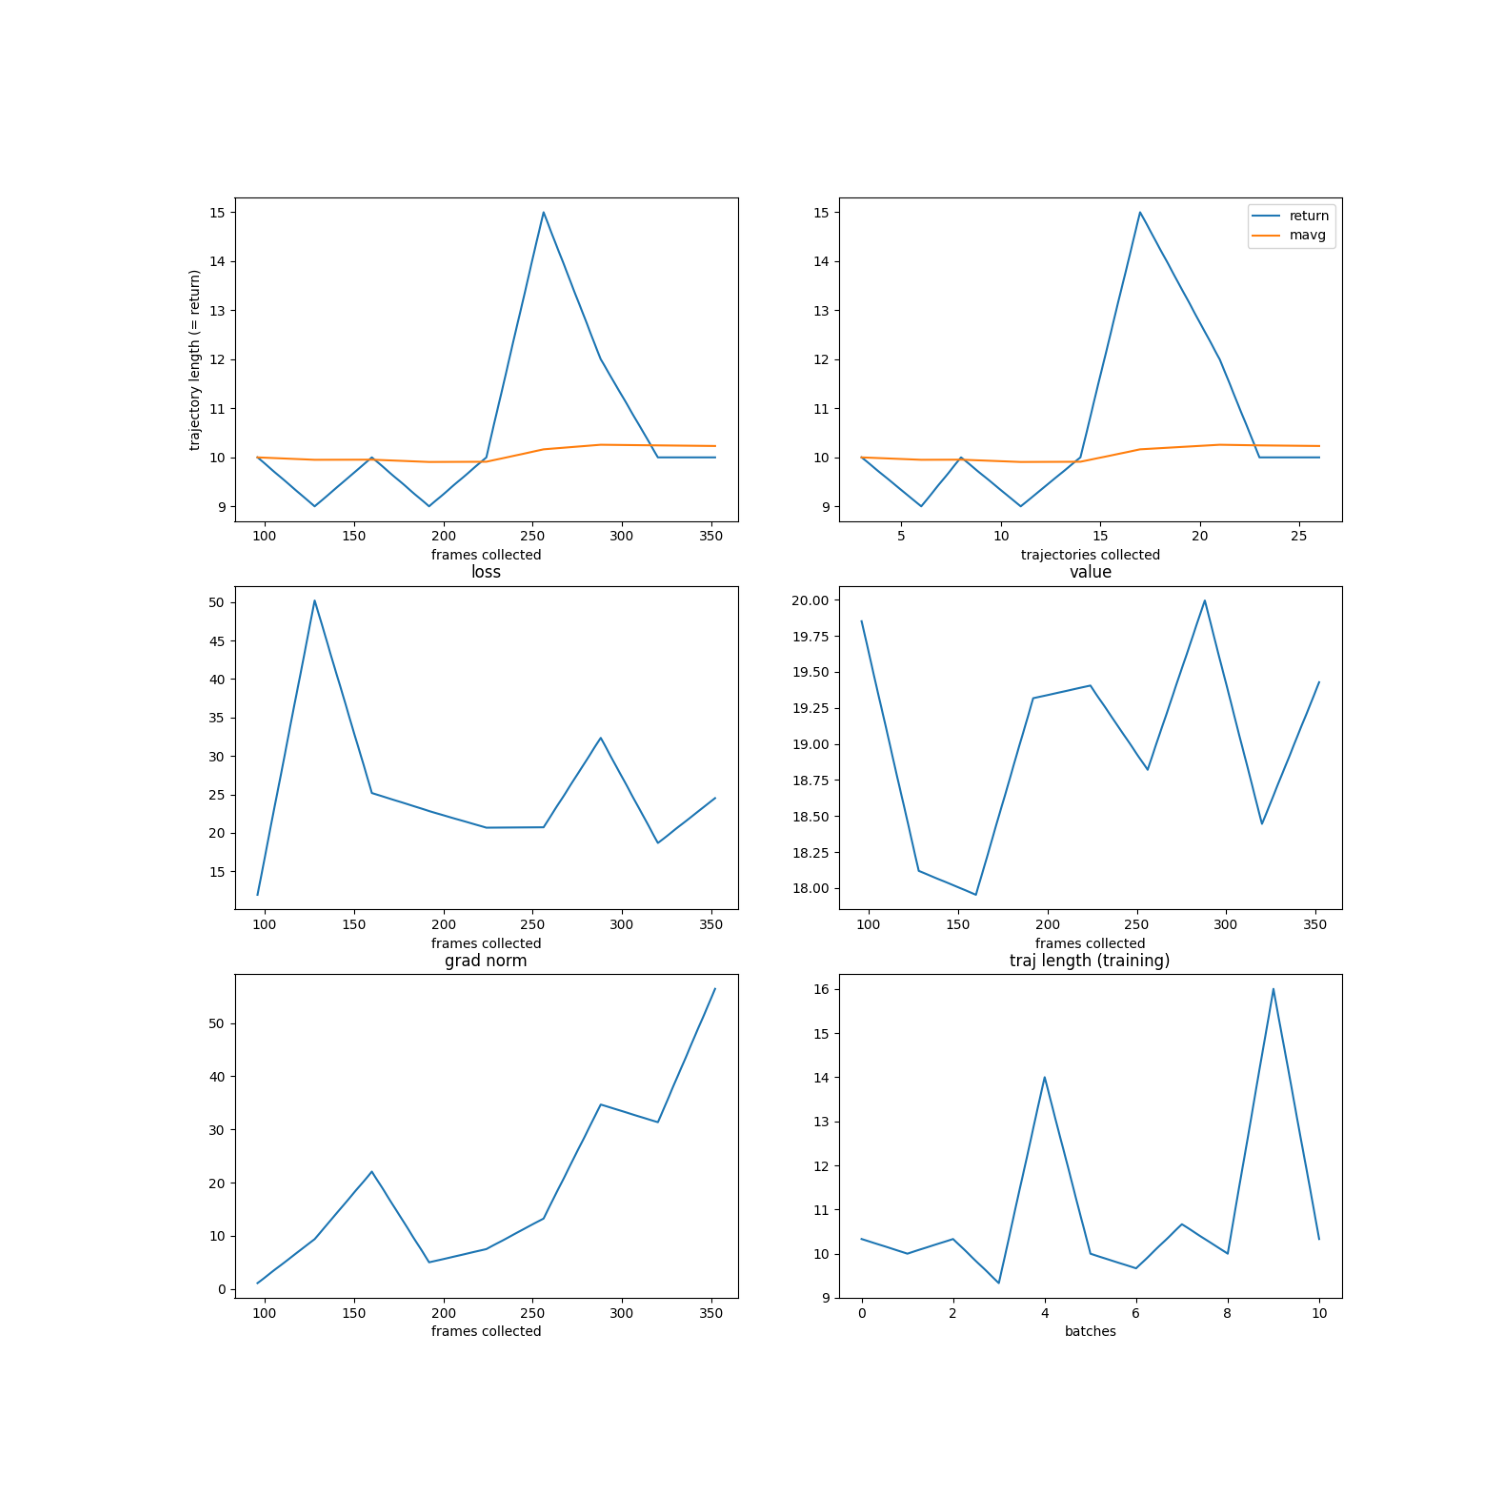 15
14
13
12
11
10
9
trajectory length (= return)
100 150 200 250 300 350
frames collected
15
14
13
12
11
10
9
return
mavg
5 10 15 20 25
trajectories collected
loss
50
45
40
35
30
25
20
15
100 150 200 250 300 350
frames collected
value
20.00
19.75
19.50
19.25
19.00
18.75
18.50
18.25
18.00
100 150 200 250 300 350
frames collected
grad norm
50
40
30
20
10
0
100 150 200 250 300 350
frames collected
traj length (training)
16
15
14
13
12
11
10
9
0 2 4 6 8 10
batches